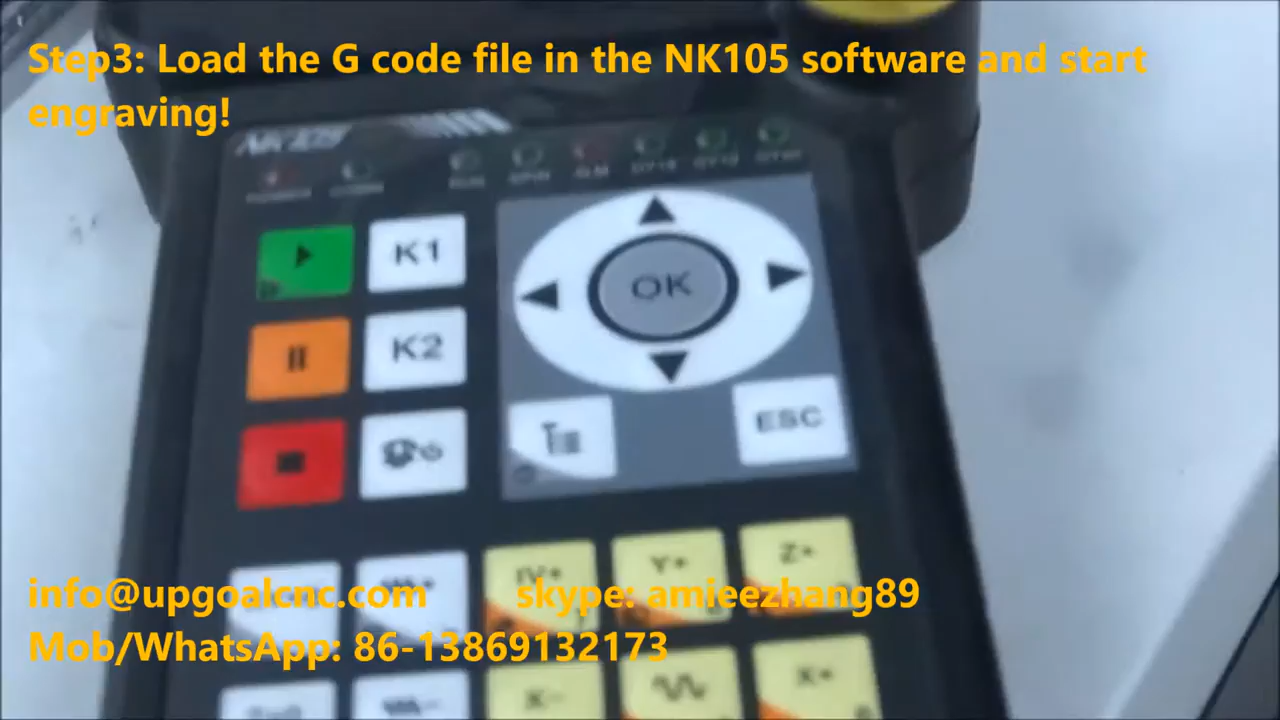 Step3: Load the G code file in the NK105 software and start
engraving!
K1
OK
K2
ESC
IV+ Y+ Z+
info@upgoalcnc.com skype: amieezhang89
Mob/WhatsApp: 86-13869132173
X- X+